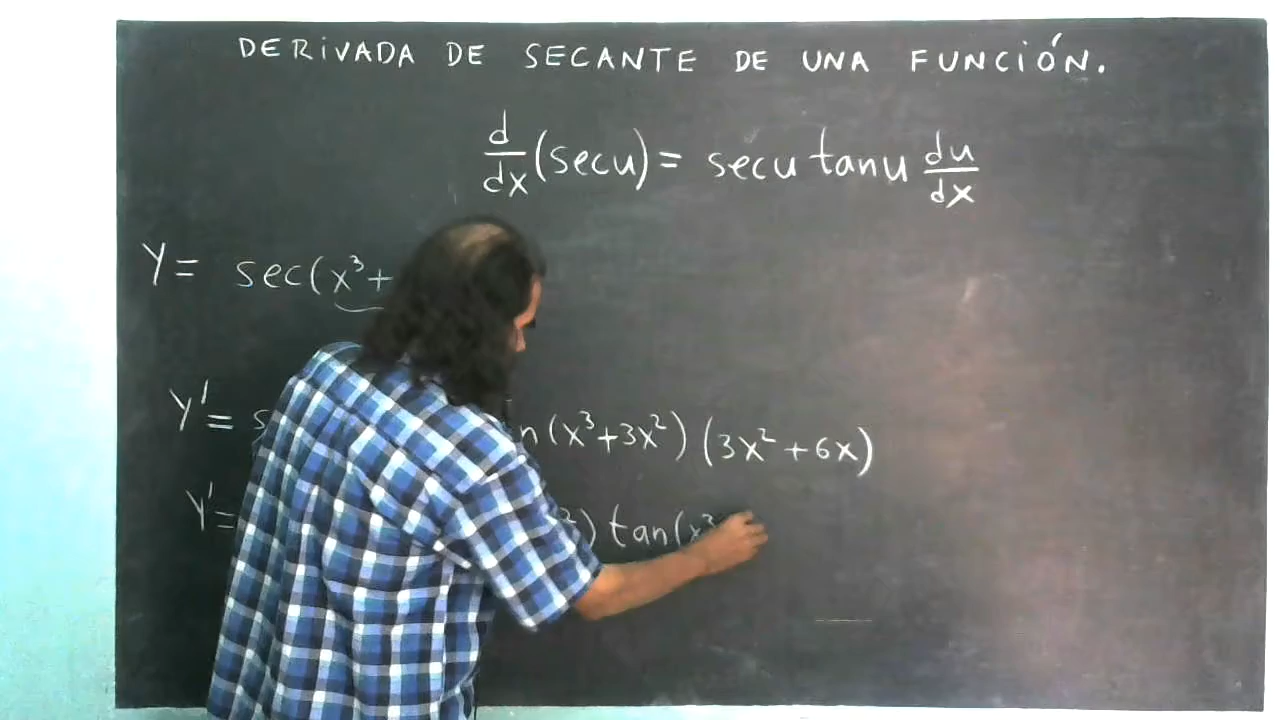 DERIVADA DE SECANTE DE UNA FUNCIÓN.
d/dx (secu) = secu tanu du/dx
Y = sec(x³+
Y' = s n(x³+3x²) (3x²+6x)
Y' = ²) tan(x³